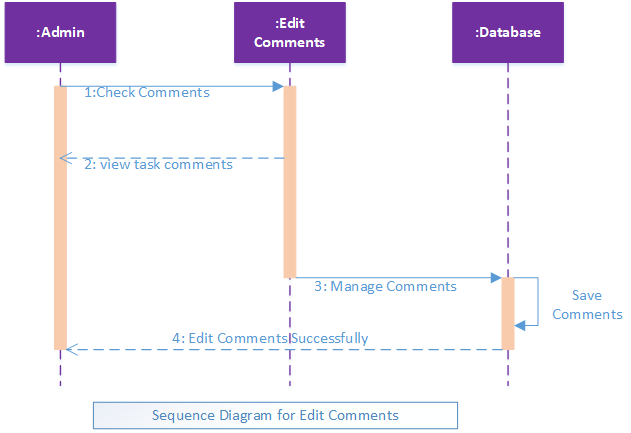 :Admin
:Edit
Comments
:Database
1:Check Comments
2: view task comments
3: Manage Comments
Save
Comments
4: Edit Comments Successfully
Sequence Diagram for Edit Comments